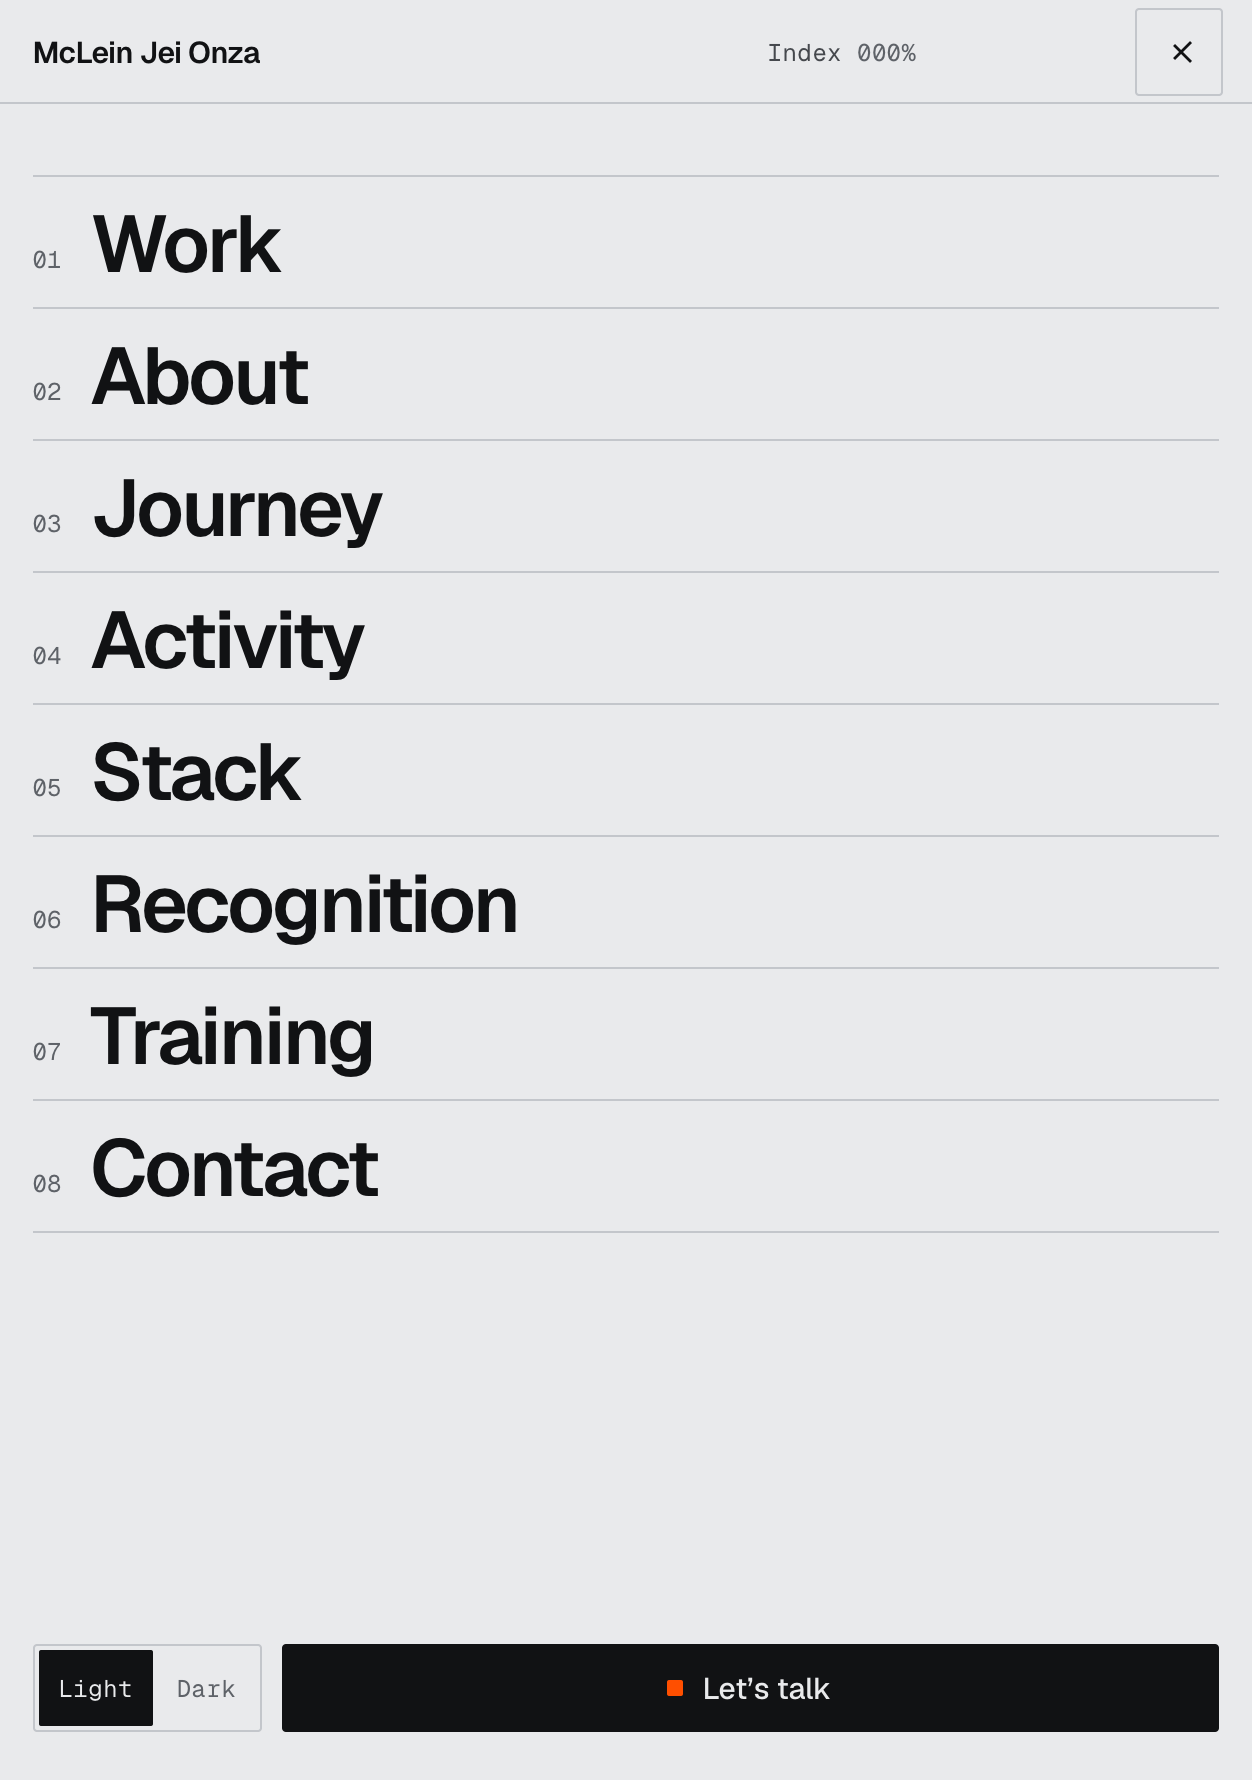 McLein Jei Onza
Index 000%
01 Work
02 About
03 Journey
04 Activity
05 Stack
06 Recognition
07 Training
08 Contact
Light Dark Let’s talk